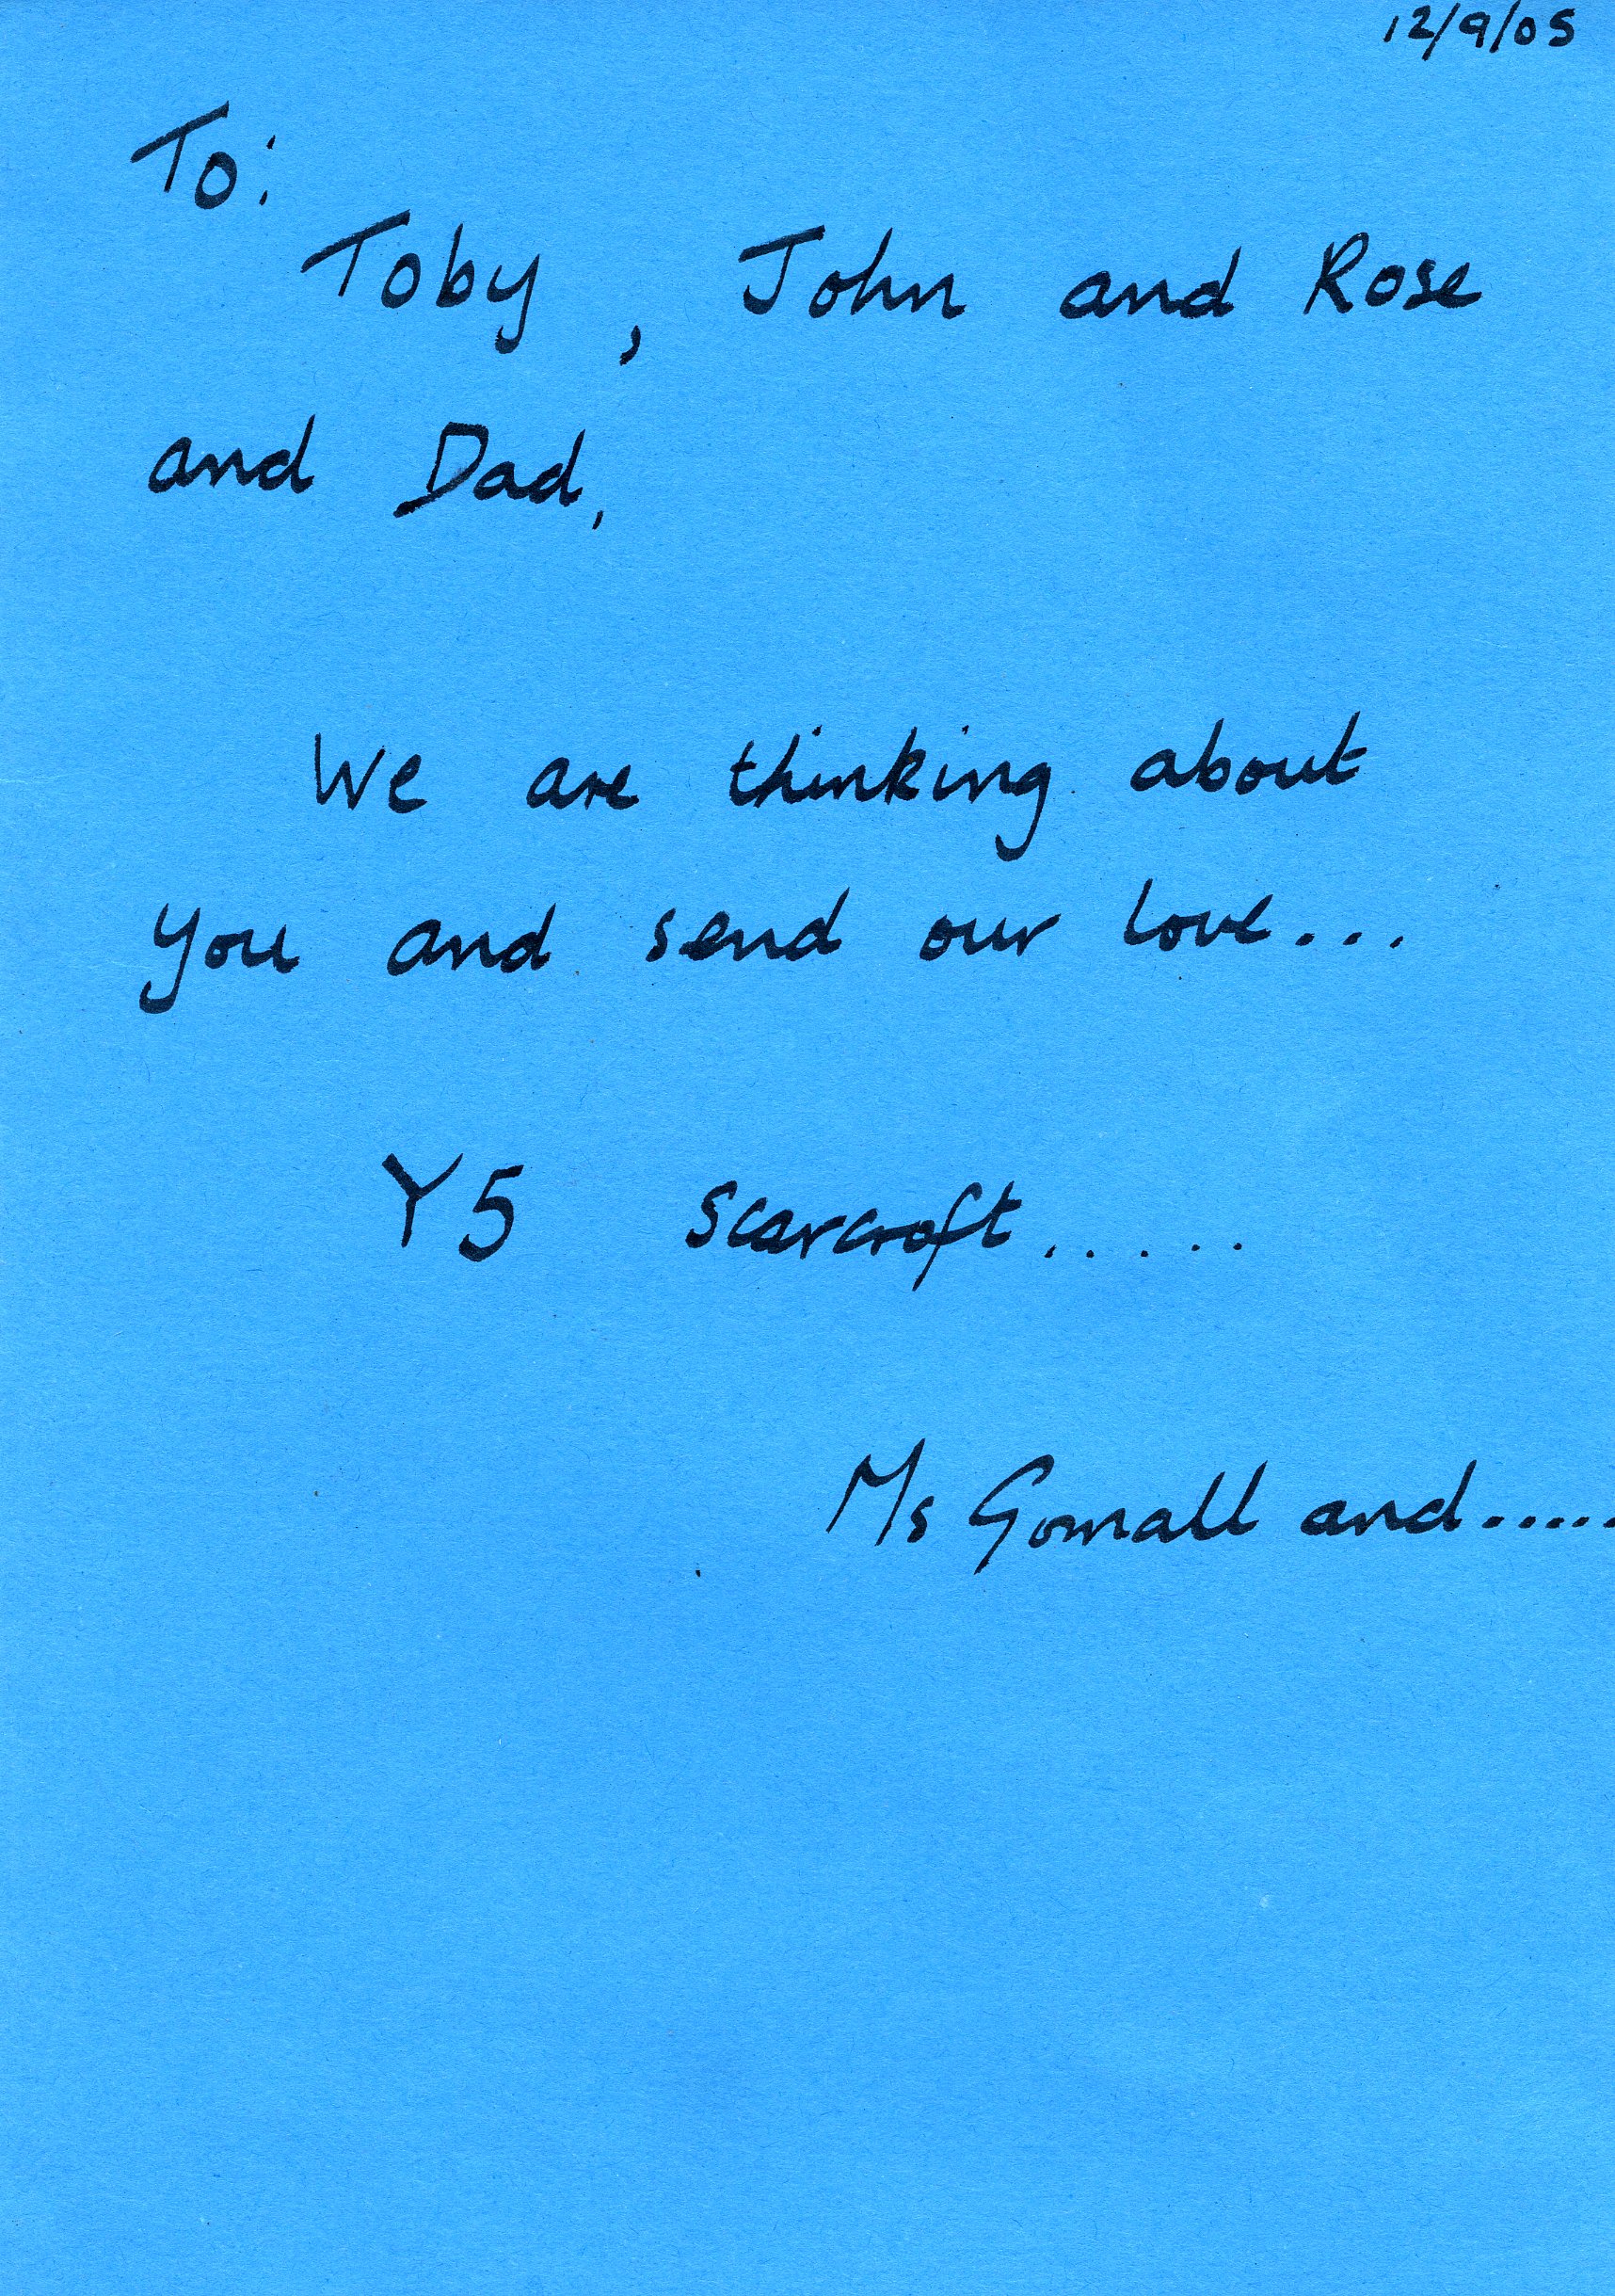 12/9/05
To:
Toby, John and Rose
and Dad,
We are thinking about
you and send our love...
Y5 Scarcroft......
Ms Gornall and.....